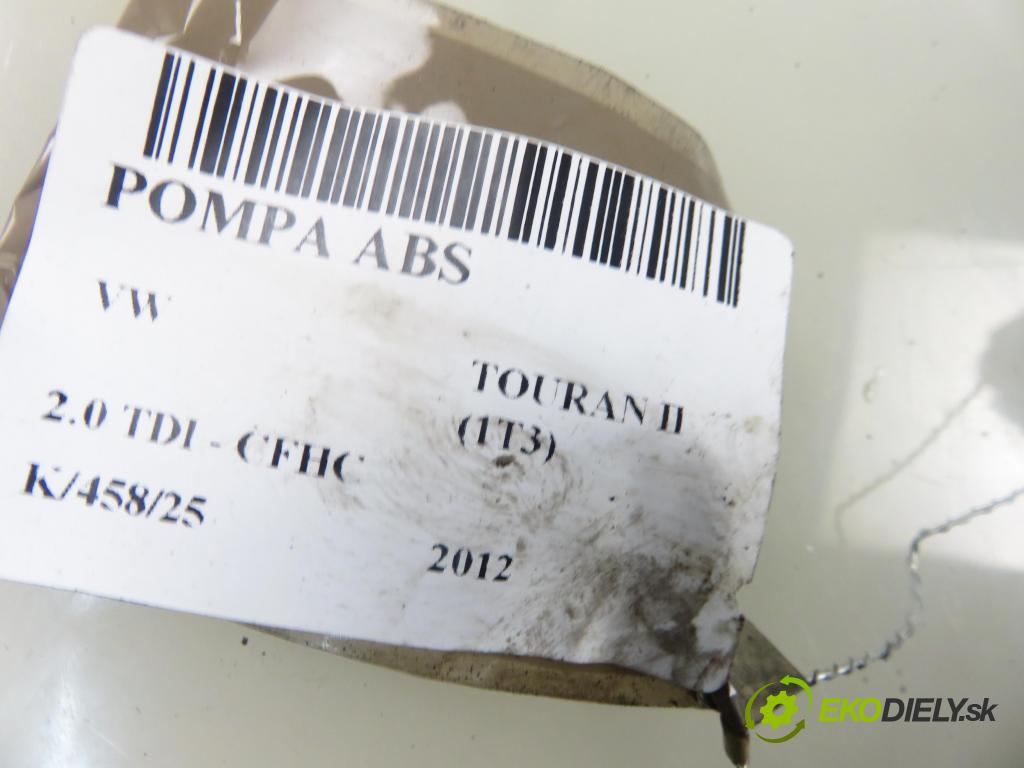 POMPA ABS
VW
TOURAN II
(1T3)
2.0 TDI - CFHC
K/458/25
2012
EKODIELY.sk